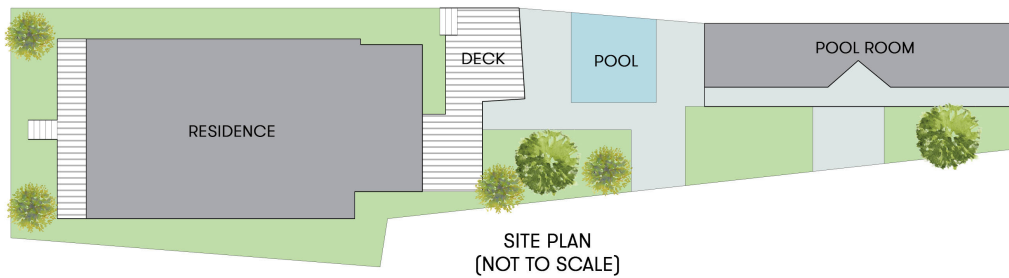 DECK
POOL
POOL ROOM
RESIDENCE
SITE PLAN
(NOT TO SCALE)